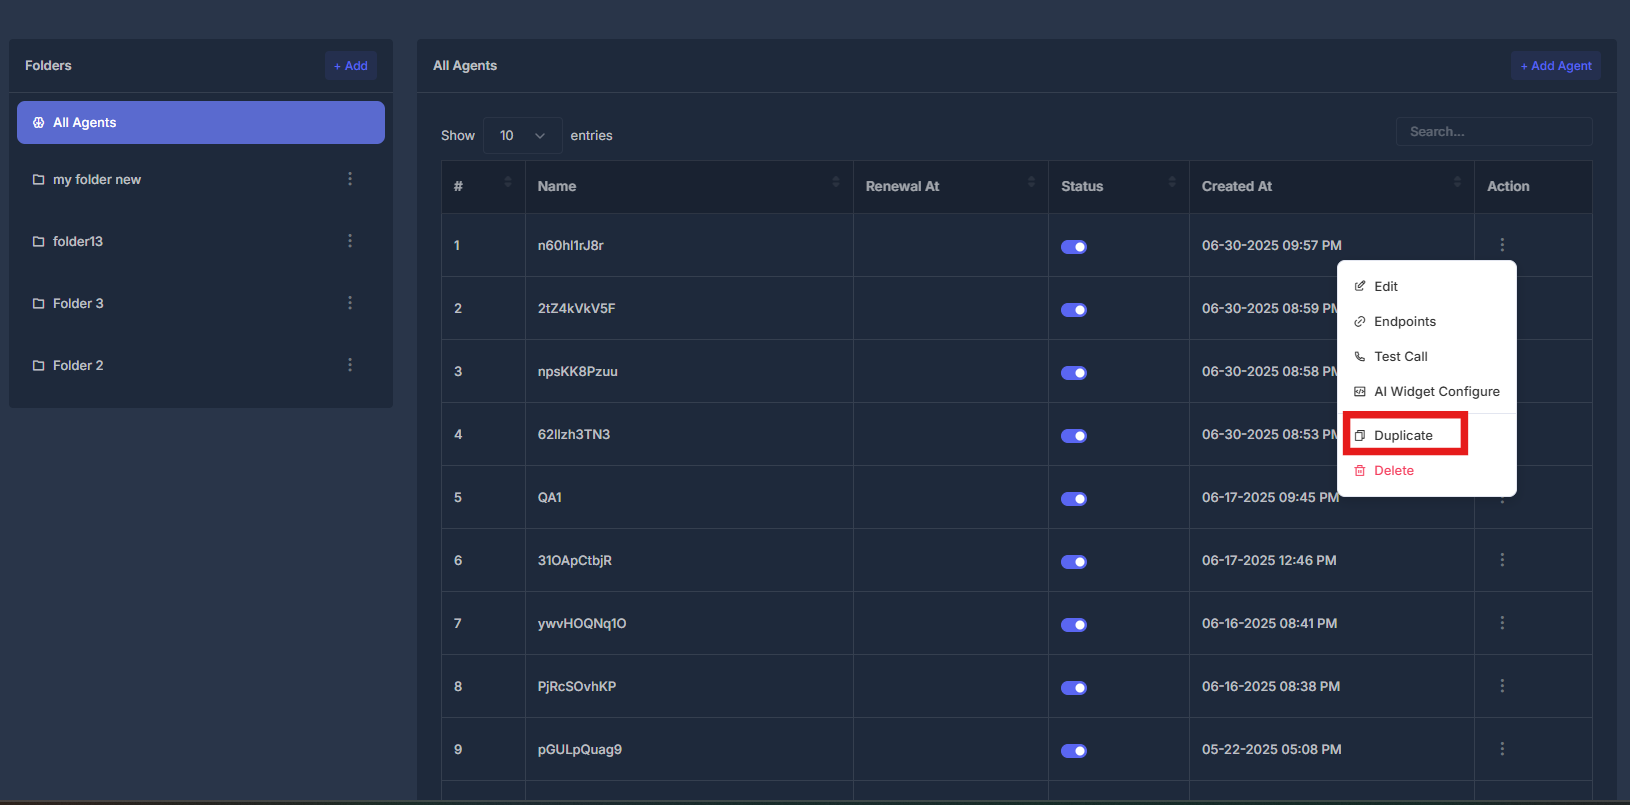 Folders
+ Add
All Agents
my folder new
folder13
Folder 3
Folder 2
All Agents
+ Add Agent
Show 10 entries
Search...
# Name Renewal At Status Created At Action
1 n60hl1rJ8r 06-30-2025 09:57 PM
2 2tZ4kVkV5F 06-30-2025 08:59 PM
3 npsKK8Pzuu 06-30-2025 08:58 PM
4 62llzh3TN3 06-30-2025 08:53 PM
5 QA1 06-17-2025 09:45 PM
6 31OApCtbjR 06-17-2025 12:46 PM
7 ywvHOQNq1O 06-16-2025 08:41 PM
8 PjRcSOvhKP 06-16-2025 08:38 PM
9 pGULpQuag9 05-22-2025 05:08 PM
Edit
Endpoints
Test Call
AI Widget Configure
Duplicate
Delete